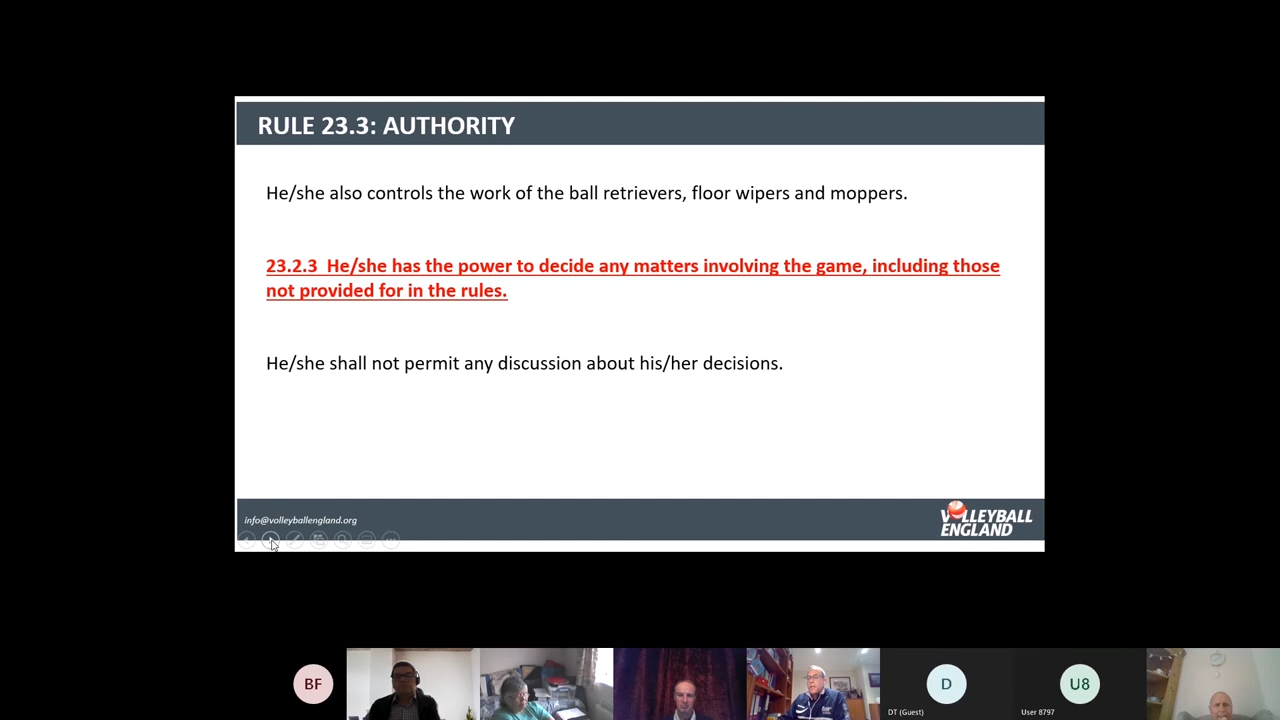 RULE 23.3: AUTHORITY
He/she also controls the work of the ball retrievers, floor wipers and moppers.
23.2.3  He/she has the power to decide any matters involving the game, including those
not provided for in the rules.
He/she shall not permit any discussion about his/her decisions.
info@volleyballengland.org
VOLLEYBALL
ENGLAND
BF
D
U8
DT (Guest)
User 8797